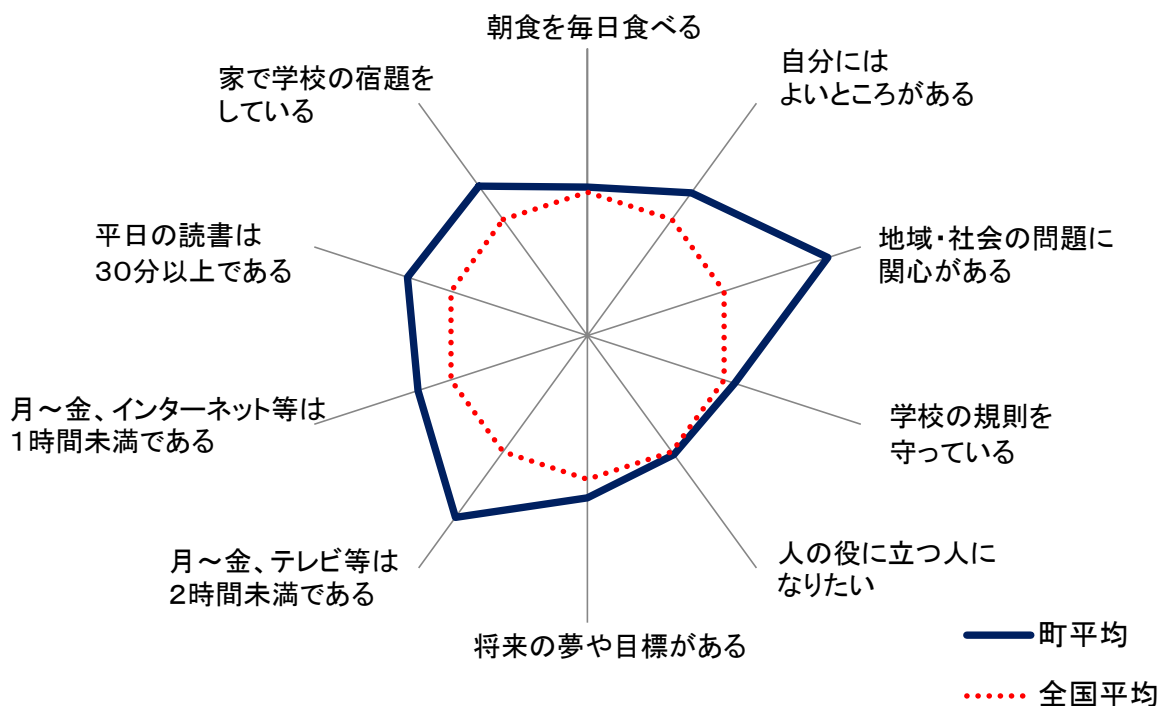 朝食を毎日食べる
自分には
よいところがある
地域・社会の問題に
関心がある
学校の規則を
守っている
人の役に立つ人に
なりたい
将来の夢や目標がある
月～金、テレビ等は
２時間未満である
月～金、インターネット等は
１時間未満である
平日の読書は
３０分以上である
家で学校の宿題を
している
町平均
全国平均